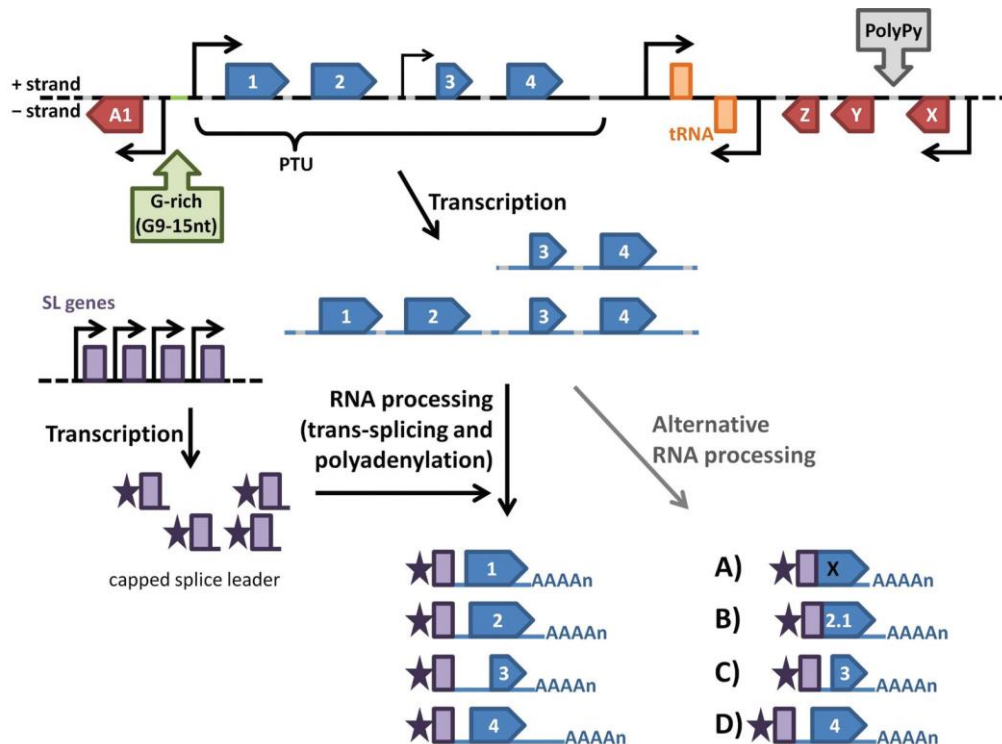 PolyPy
+ strand
– strand
1
2
3
4
A1
tRNA
Z
Y
X
PTU
G-rich
(G9-15nt)
Transcription
3
4
SL genes
1
2
3
4
RNA processing
(trans-splicing and
polyadenylation)
Alternative
RNA processing
Transcription
capped splice leader
1
AAAAn
2
AAAAn
3
AAAAn
4
AAAAn
A)
X
AAAAn
B)
2.1
AAAAn
C)
3
AAAAn
D)
4
AAAAn